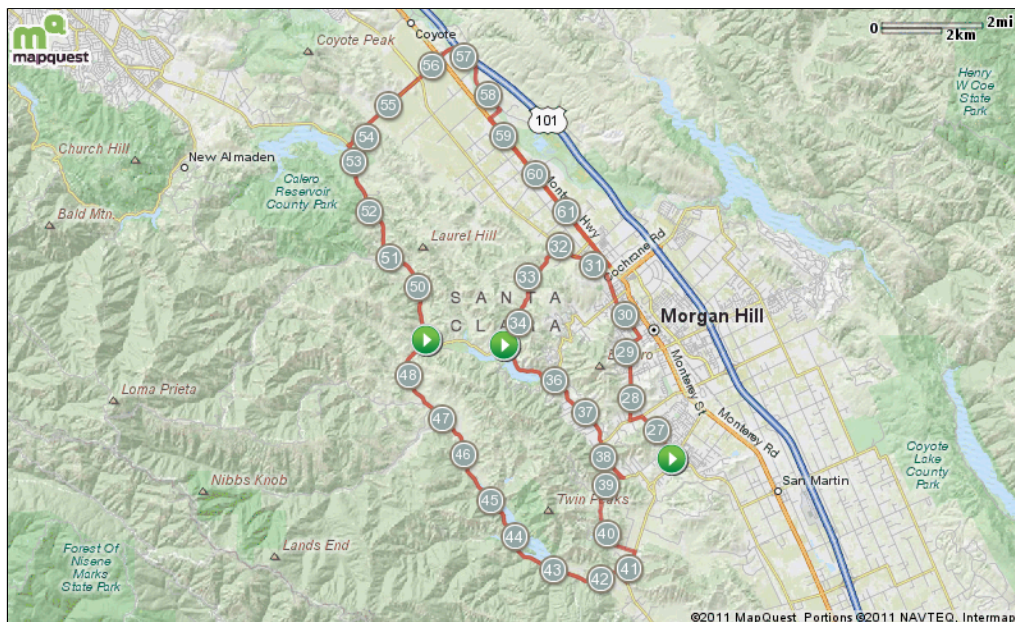 mq
mapquest
0
2mi
2km
Coyote
Coyote Peak
57
56
58
55
101
Henry
W Coe
State
Park
54
59
Church Hill
New Almaden
53
60
Calero
Reservoir
County Park
Hwy
61
52
Bald Mtn.
Laurel Hill
32
Cochrane Rd
51
31
33
50
SANTA
CLARA
34
30
Morgan Hill
29
48
36
Monterey St
Loma Prieta
28
37
47
27
Monterey Rd
46
38
Coyote
Lake
County
Park
39
San Martin
Nibbs Knob
45
Twin Peaks
44
40
Lands End
Forest Of
Nisene
Marks
State Park
43
42
41
©2011 MapQuest Portions ©2011 NAVTEQ, Intermap